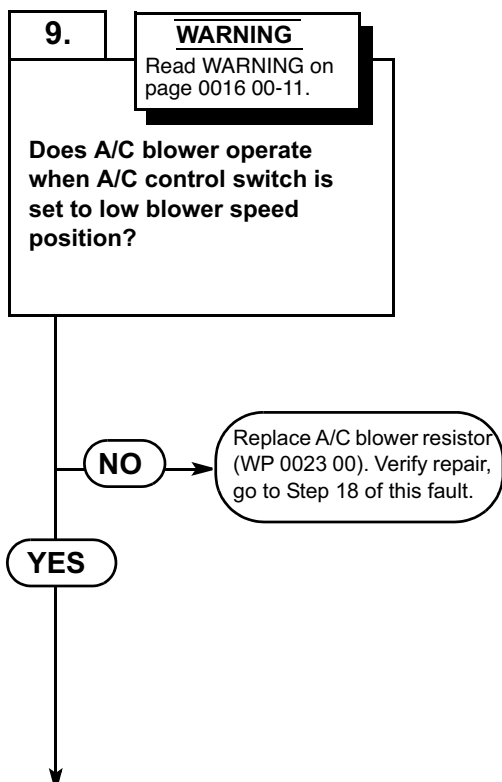 9.
WARNING
Read WARNING on
page 0016 00-11.
Does A/C blower operate
when A/C control switch is
set to low blower speed
position?
NO
Replace A/C blower resistor
(WP 0023 00). Verify repair,
go to Step 18 of this fault.
YES